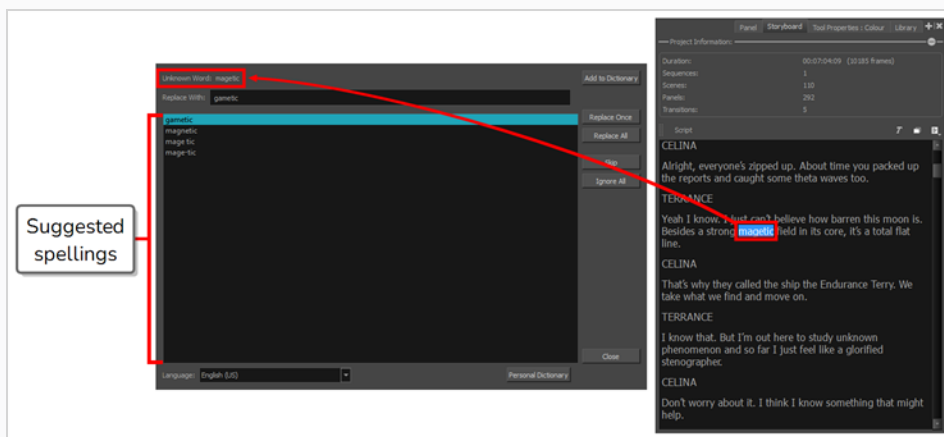 Suggested
spellings
Unknown Word: magetic
Replace With: gametic
gametic
magnetic
mage tic
mage-tic
Add to Dictionary
Replace Once
Replace All
Skip
Ignore All
Close
Language: English (US)
Personal Dictionary
Panel Storyboard Tool Properties : Colour Library
Project Information:
Duration: 00:07:04:09 (10185 frames)
Sequences: 1
Scenes: 110
Panels: 292
Transitions: 5
Script
CELINA
Alright, everyone's zipped up. About time you packed up
the reports and caught some theta waves too.
TERRANCE
Yeah I know. I just can't believe how barren this moon is.
Besides a strong magetic field in its core, it's a total flat
line.
CELINA
That's why they called the ship the Endurance Terry. We
take what we find and move on.
TERRANCE
I know that. But I'm out here to study unknown
phenomenon and so far I just feel like a glorified
stenographer.
CELINA
Don't worry about it. I think I know something that might
help.